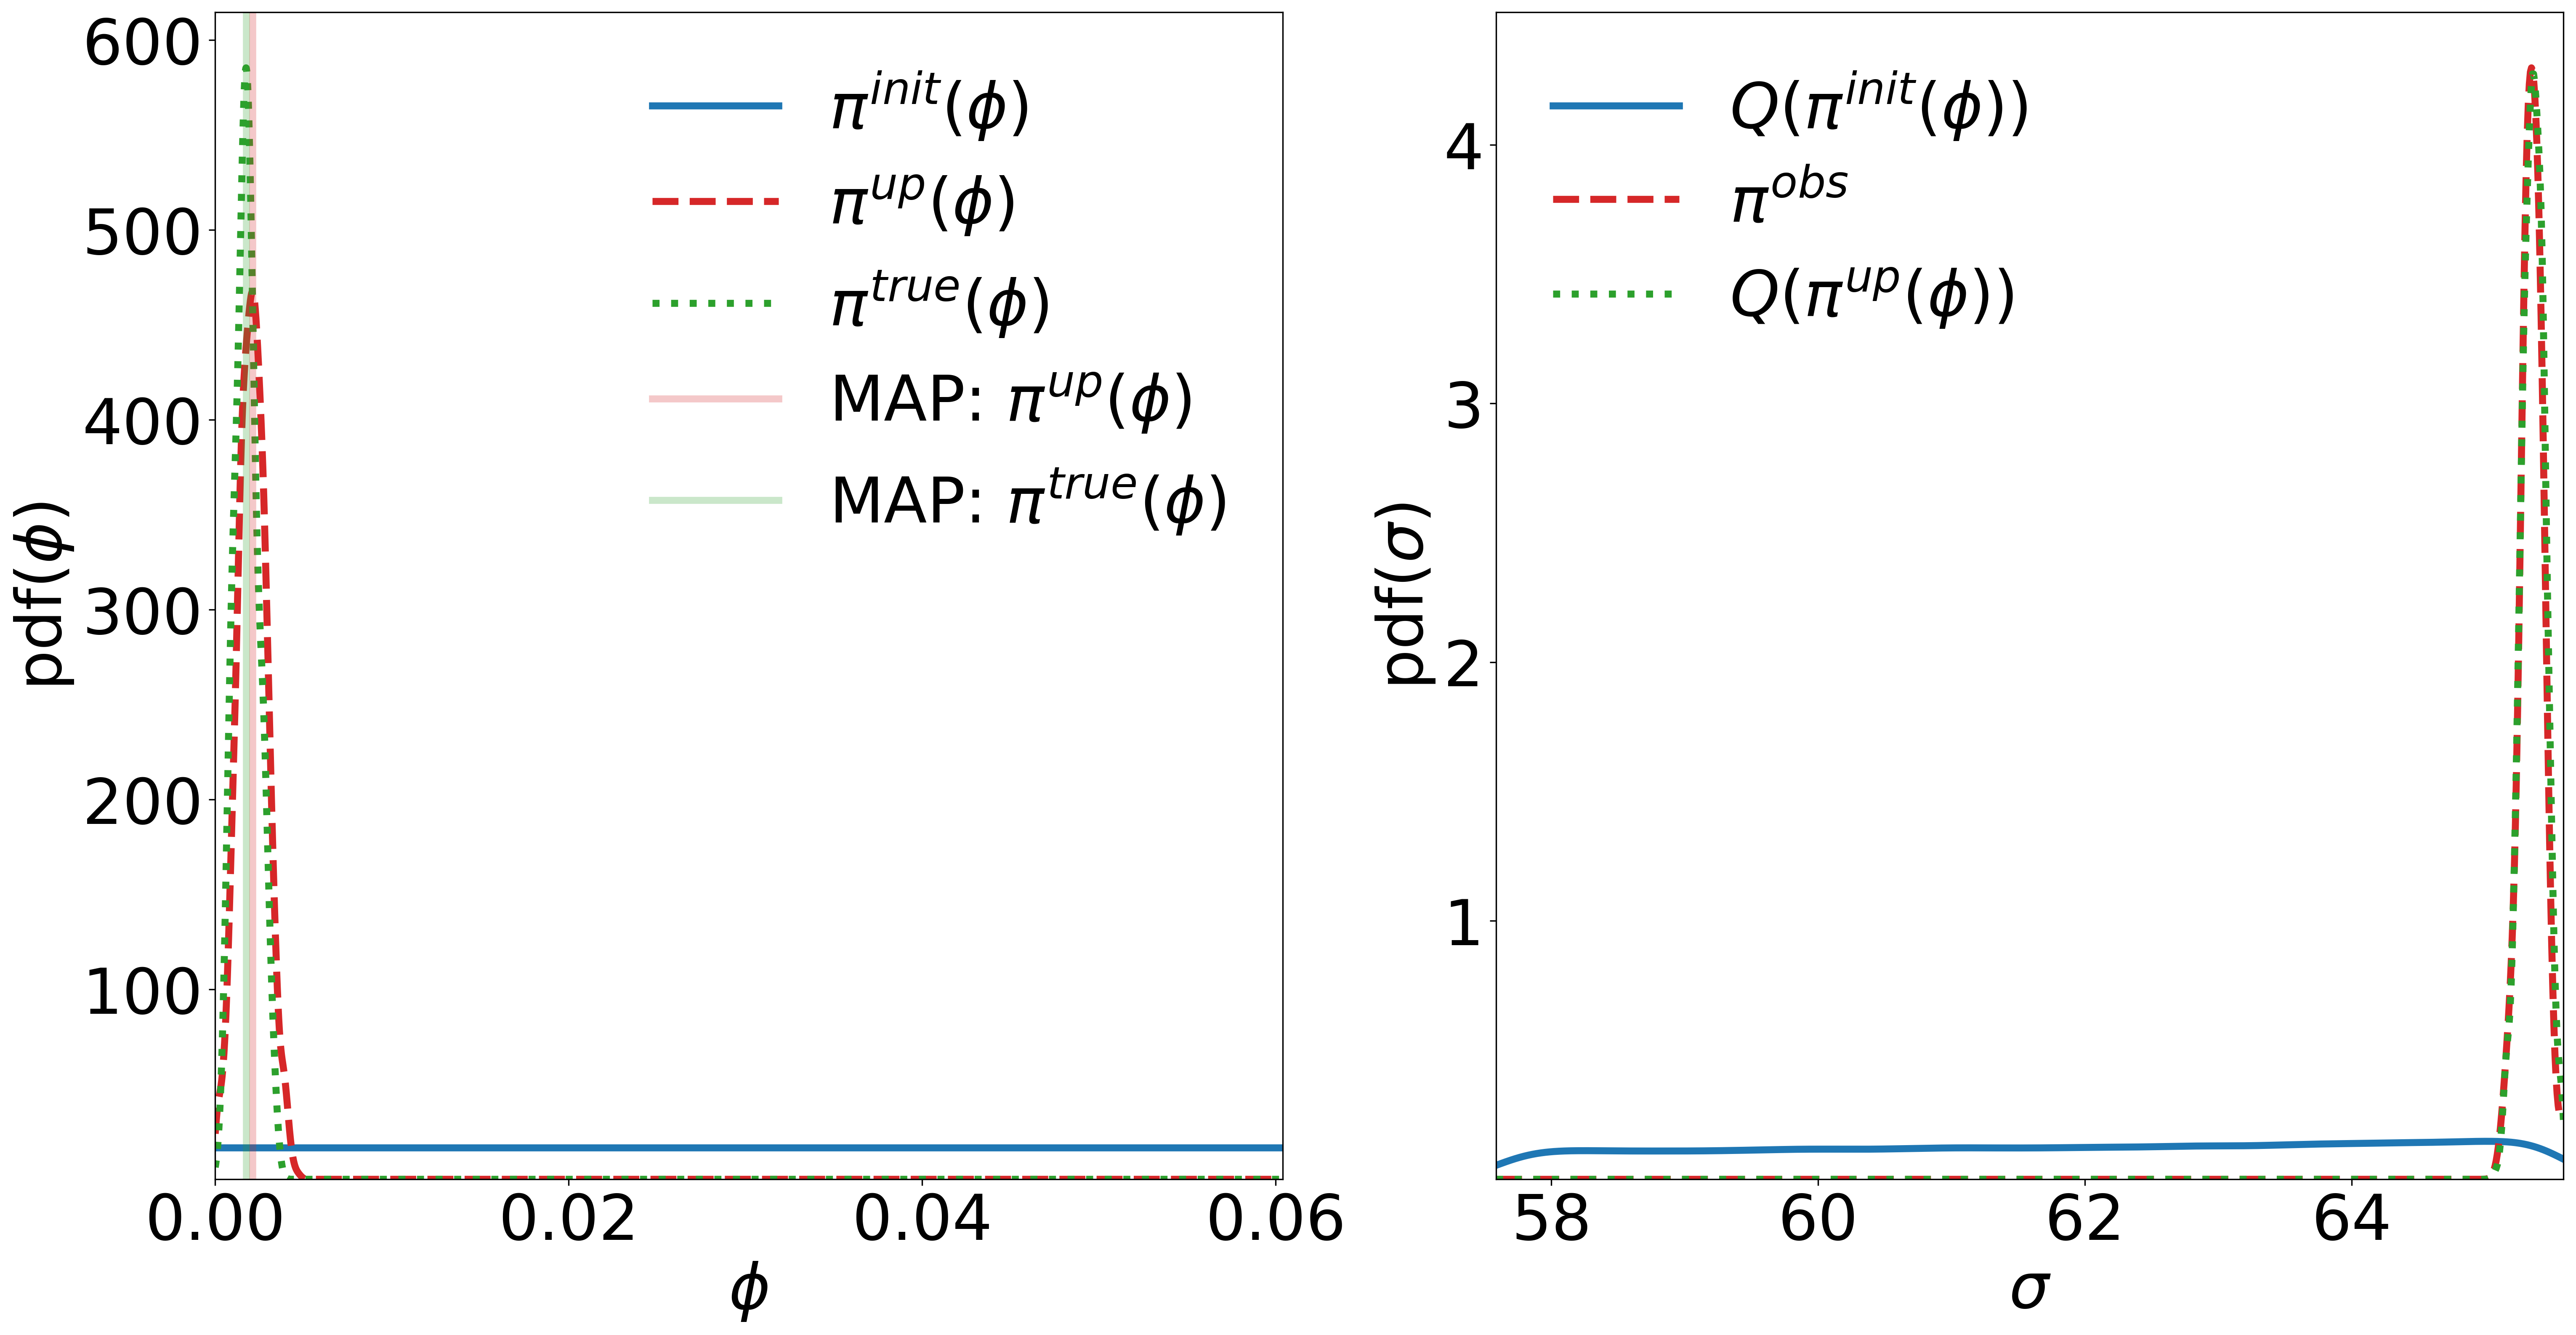 600
500
400
300
200
100
pdf(ϕ)
0.00
0.02
0.04
0.06
ϕ
π^{init}(ϕ)
π^{up}(ϕ)
π^{true}(ϕ)
MAP: π^{up}(ϕ)
MAP: π^{true}(ϕ)
4
3
2
1
pdf(σ)
58
60
62
64
σ
Q(π^{init}(ϕ))
π^{obs}
Q(π^{up}(ϕ))